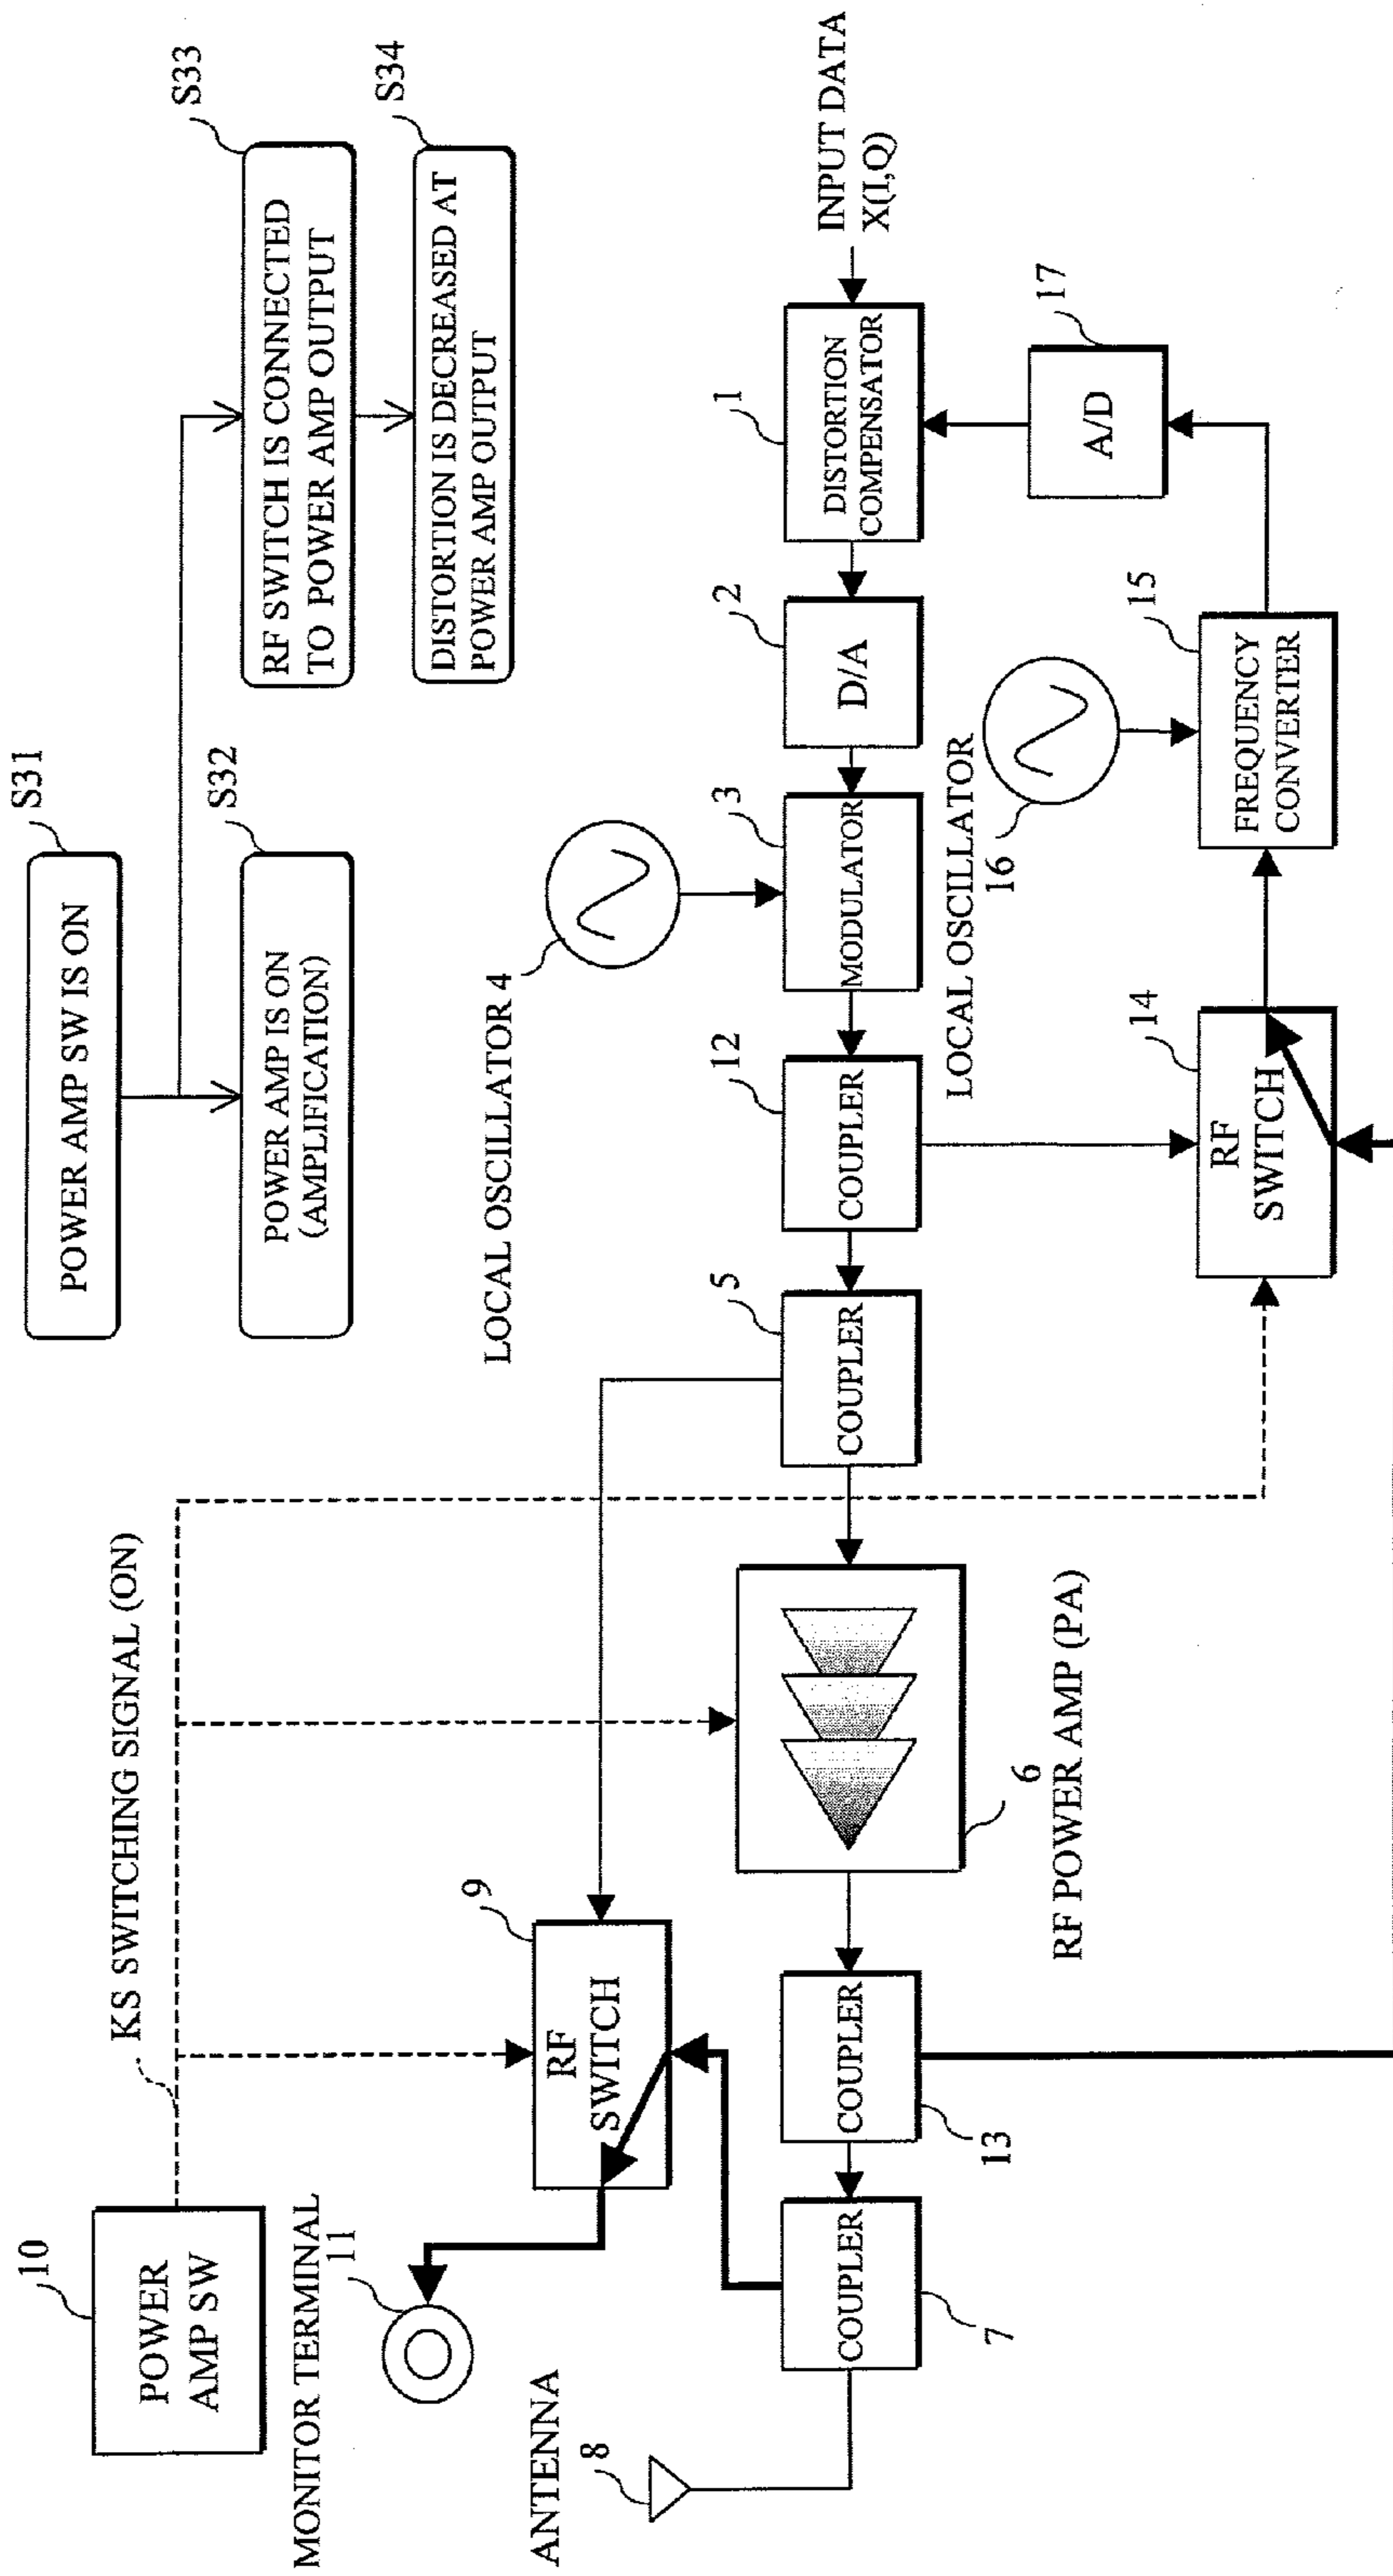 S31
POWER AMP SW IS ON
S32
POWER AMP IS ON
(AMPLIFICATION)
S33
RF SWITCH IS CONNECTED
TO POWER AMP OUTPUT
S34
DISTORTION IS DECREASED AT
POWER AMP OUTPUT
10
POWER
AMP SW
KS SWITCHING SIGNAL (ON)
MONITOR TERMINAL
11
9
RF
SWITCH
LOCAL OSCILLATOR 4
ANTENNA
8
COUPLER
7
COUPLER
13
6
RF POWER AMP (PA)
5
COUPLER
12
COUPLER
3
MODULATOR
2
D/A
1
DISTORTION
COMPENSATOR
INPUT DATA
X(I,Q)
LOCAL OSCILLATOR
16
14
RF
SWITCH
15
FREQUENCY
CONVERTER
17
A/D